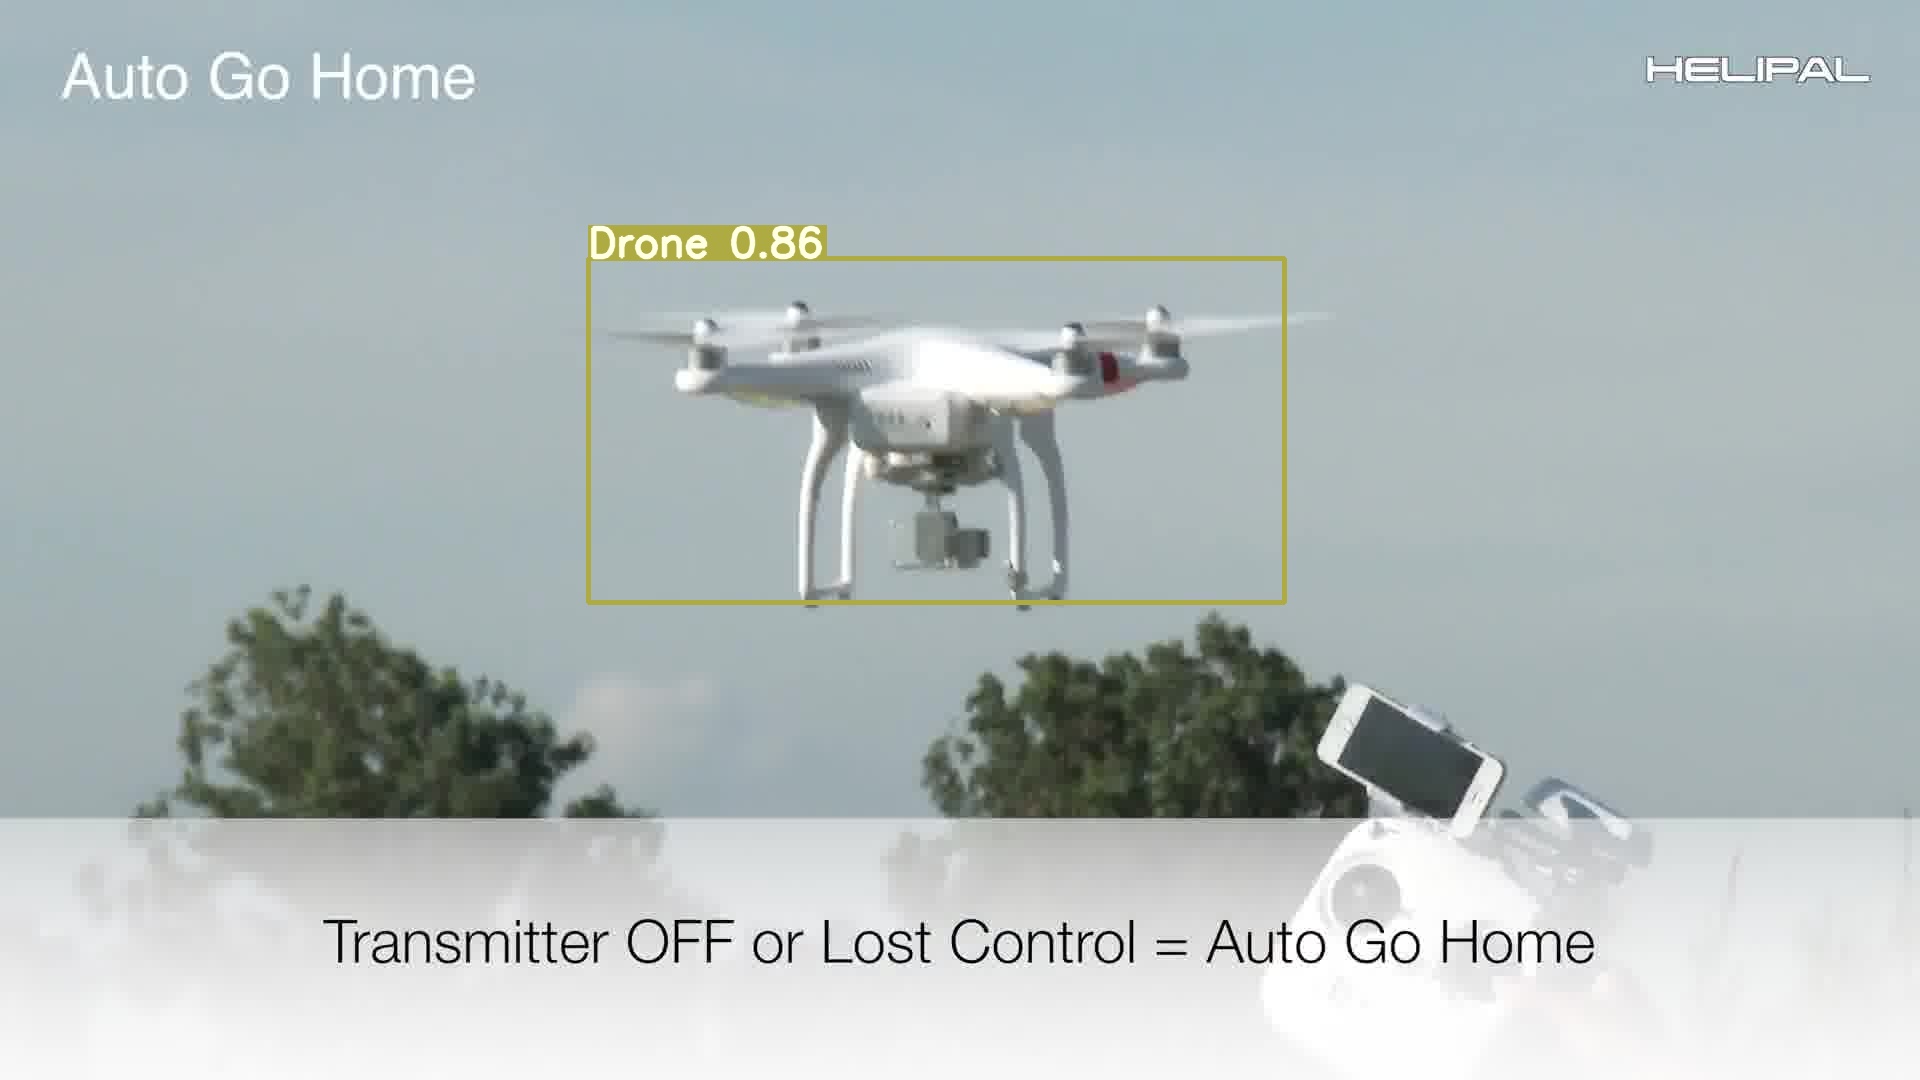 Auto Go Home
HELIPAL
Drone 0.86
Transmitter OFF or Lost Control = Auto Go Home